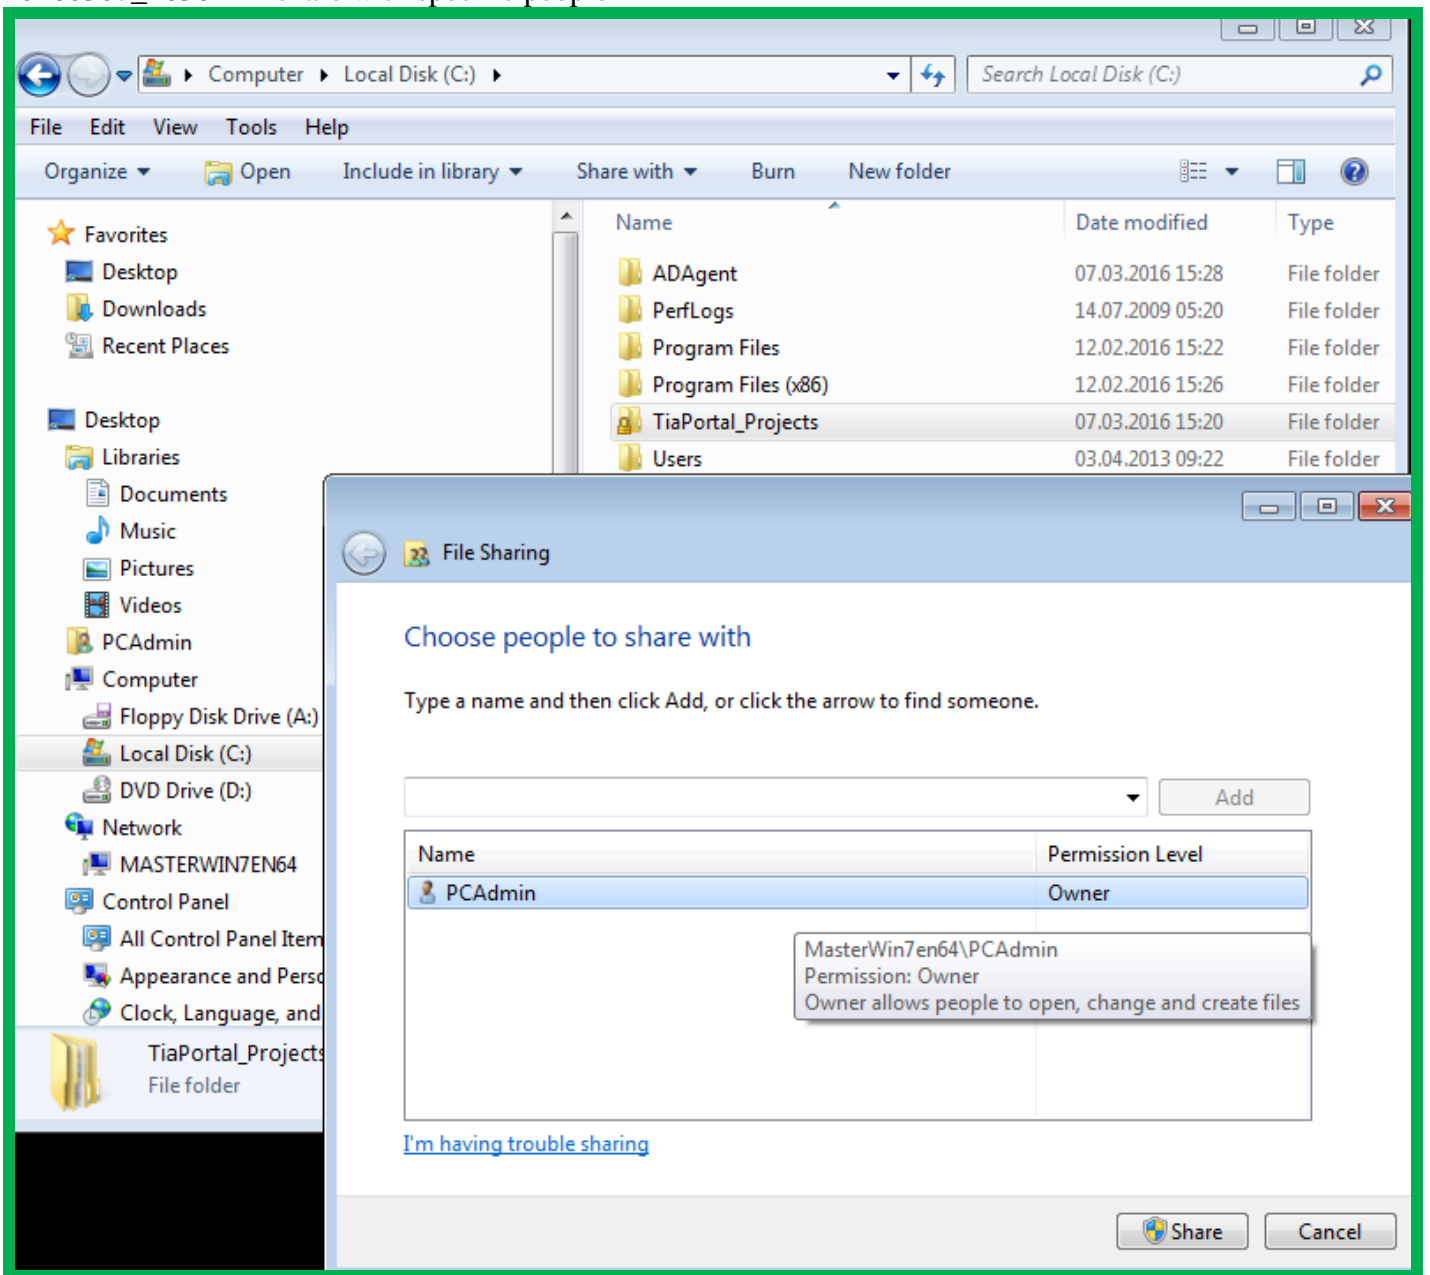 Computer Local Disk (C:)
Search Local Disk (C:)
File Edit View Tools Help
Organize Open Include in library Share with Burn New folder
Name Date modified Type
Favorites
Desktop
Downloads
Recent Places
ADAgent 07.03.2016 15:28 File folder
PerfLogs 14.07.2009 05:20 File folder
Program Files 12.02.2016 15:22 File folder
Program Files (x86) 12.02.2016 15:26 File folder
TiaPortal_Projects 07.03.2016 15:20 File folder
Users 03.04.2013 09:22 File folder
Desktop
Libraries
Documents
Music
Pictures
Videos
PCAdmin
Computer
Floppy Disk Drive (A:)
Local Disk (C:)
DVD Drive (D:)
Network
MASTERWIN7EN64
Control Panel
All Control Panel Item
Appearance and Perso
Clock, Language, and
TiaPortal_Projects
File folder
File Sharing
Choose people to share with
Type a name and then click Add, or click the arrow to find someone.
Add
Name Permission Level
PCAdmin Owner
MasterWin7en64\PCAdmin
Permission: Owner
Owner allows people to open, change and create files
I'm having trouble sharing
Share Cancel